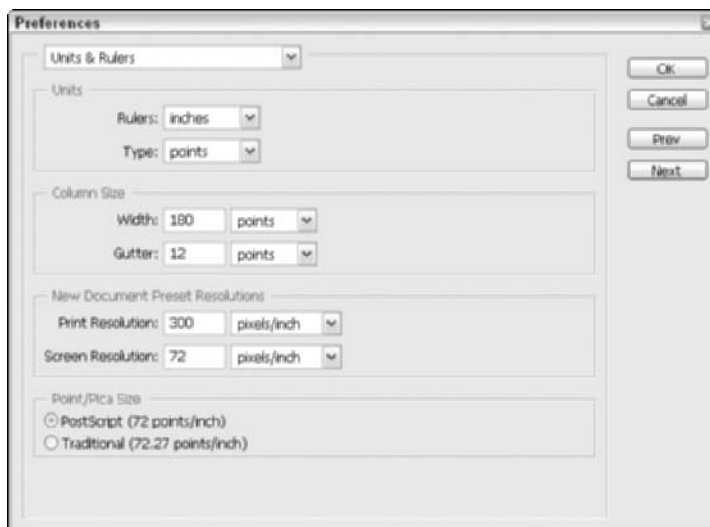 Preferences
Units & Rulers
OK
Cancel
Prev
Next
Units
Rulers: inches
Type: points
Column Size
Width: 180 points
Gutter: 12 points
New Document Preset Resolutions
Print Resolution: 300 pixels/inch
Screen Resolution: 72 pixels/inch
Point/Pica Size
PostScript (72 points/inch)
Traditional (72.27 points/inch)